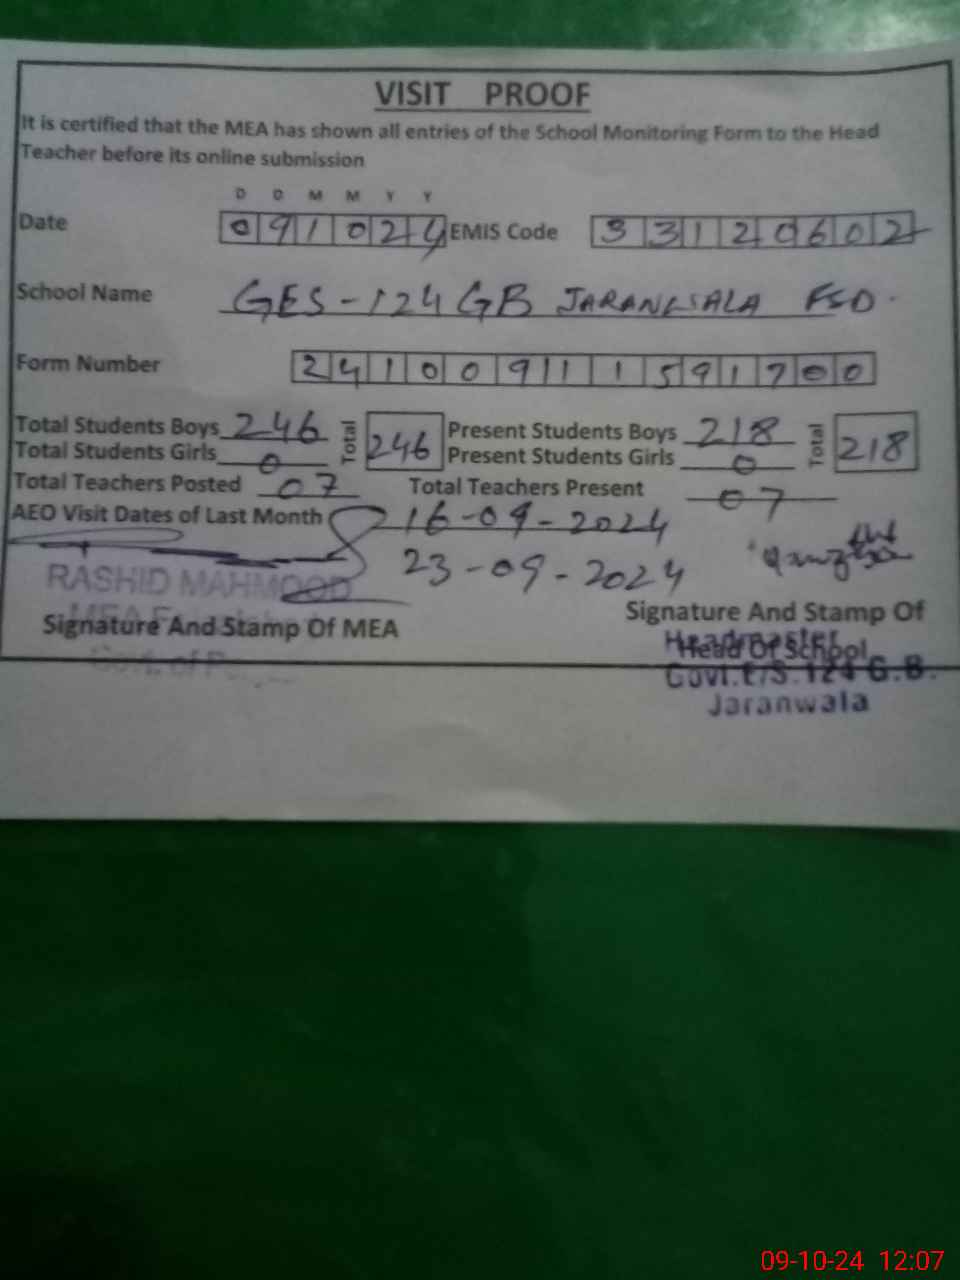 VISIT PROOF
It is certified that the MEA has shown all entries of the School Monitoring Form to the Head
Teacher before its online submission
D D M M Y Y
Date 0 9 1 0 2 4 EMIS Code 3 3 1 2 0 6 0 2
School Name GES - 124 GB JARANWALA FSD.
Form Number 2 4 1 0 0 9 1 1 1 5 9 1 7 0 0
Total Students Boys 246 Total 246 Present Students Boys 218 Total 218
Total Students Girls 0 Present Students Girls 0
Total Teachers Posted 07 Total Teachers Present 07
AEO Visit Dates of Last Month 16-09-2024
23-09-2024
RASHID MAHMOOD
Signature And Stamp Of MEA
Signature And Stamp Of
Head Of School
Headmaster
Govt.E/S.124 G.B.
Jaranwala
09-10-24 12:07